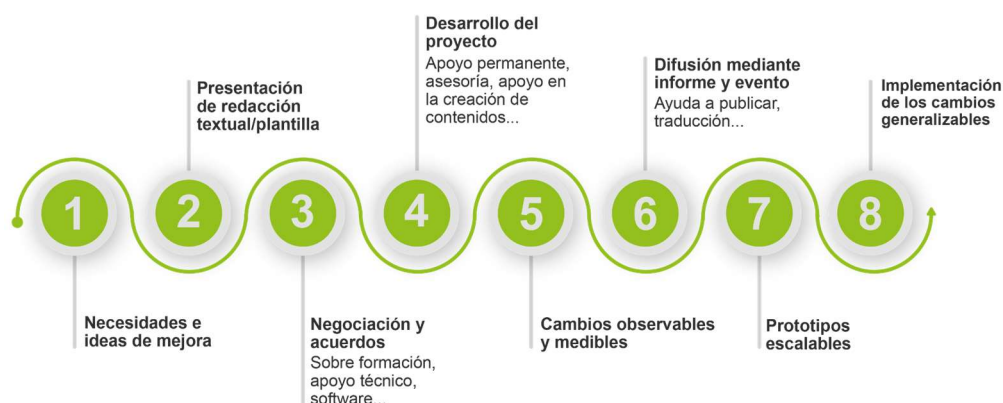 1
Necesidades e
ideas de mejora
2
Presentación
de redacción
textual/plantilla
3
Negociación y
acuerdos
Sobre formación,
apoyo técnico,
software...
4
Desarrollo del
proyecto
Apoyo permanente,
asesoría, apoyo en
la creación de
contenidos...
5
Cambios observables
y medibles
6
Difusión mediante
informe y evento
Ayuda a publicar,
traducción...
7
Prototipos
escalables
8
Implementación
de los cambios
generalizables